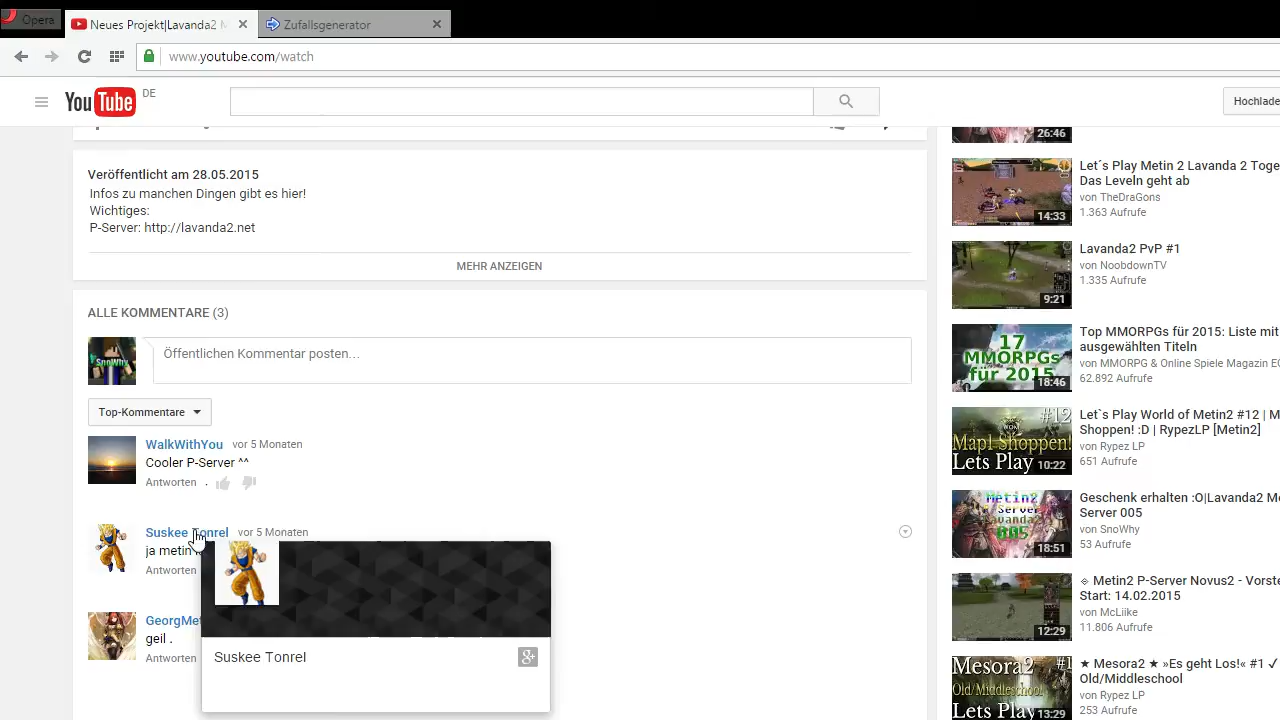 Opera
Neues Projekt|Lavanda2 M
Zufallsgenerator
www.youtube.com/watch
YouTube DE
Hochlade
Veröffentlicht am 28.05.2015
Infos zu manchen Dingen gibt es hier!
Wichtiges:
P-Server: http://lavanda2.net
MEHR ANZEIGEN
ALLE KOMMENTARE (3)
SnoWhy
Öffentlichen Kommentar posten...
Top-Kommentare
WalkWithYou vor 5 Monaten
Cooler P-Server ^^
Antworten .
Suskee Tonrel vor 5 Monaten
ja metin
Antworten
GeorgMet
geil .
Antworten
Suskee Tonrel
g+
26:46
Let´s Play Metin 2 Lavanda 2 Toge
Das Leveln geht ab
von TheDraGons
1.363 Aufrufe
14:33
Lavanda2 PvP #1
von NoobdownTV
1.335 Aufrufe
9:21
Top MMORPGs für 2015: Liste mit
ausgewählten Titeln
von MMORPG & Online Spiele Magazin
62.892 Aufrufe
17
MMORPGs
für 2015
18:46
Let`s Play World of Metin2 #12 | M
Shoppen! :D | RypezLP [Metin2]
von Rypez LP
651 Aufrufe
#12
Map1 Shoppen!
Lets Play
10:22
Geschenk erhalten :O|Lavanda2 Me
Server 005
von SnoWhy
53 Aufrufe
Metin2
P-Server
Lavanda2
005
18:51
⟐ Metin2 P-Server Novus2 - Vorste
Start: 14.02.2015
von McLiike
11.806 Aufrufe
12:29
★ Mesora2 ★ »Es geht Los!« #1 ✓
Old/Middleschool
von Rypez LP
253 Aufrufe
Mesora2 #1
Old/Middleschool
Lets Play
13:29